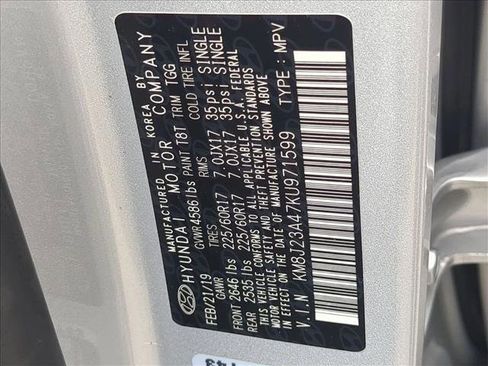 MANUFACTURED IN KOREA BY
HYUNDAI MOTOR COMPANY
FEB/21/19 GVWR 4586 lbs PAINT T8T TRIM TGG
GAWR TIRES RIMS COLD TIRE INFL
FRONT 2646 lbs 225/60R17 7.0JX17 35psi SINGLE
REAR 2535 lbs 225/60R17 7.0JX17 35psi SINGLE
THIS VEHICLE CONFORMS TO ALL APPLICABLE U.S.A. FEDERAL
MOTOR VEHICLE SAFETY AND THEFT PREVENTION STANDARDS
IN EFFECT ON THE DATE OF MANUFACTURE SHOWN ABOVE.
V.I.N KM8J23A47KU971599 TYPE : MPV
43